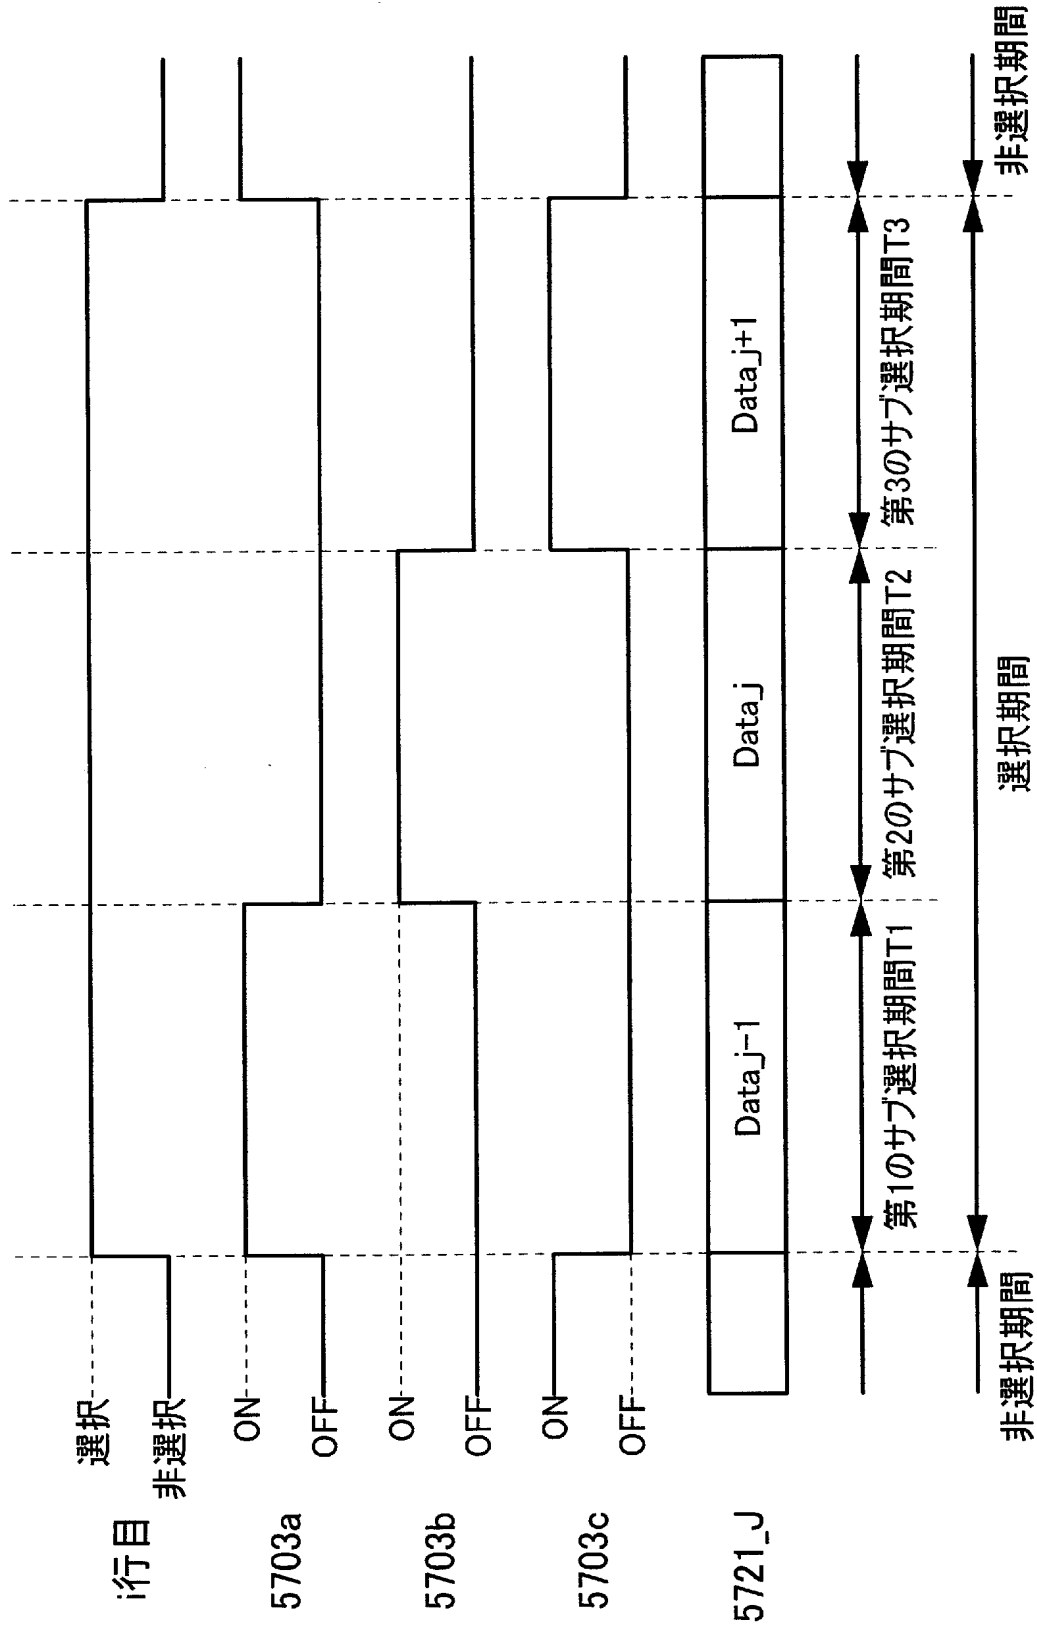 i行目
選択
非選択
5703a
ON
OFF
5703b
ON
OFF
5703c
ON
OFF
5721_J
Data_j-1
Data_j
Data_j+1
第1のサブ選択期間T1
第2のサブ選択期間T2
第3のサブ選択期間T3
非選択期間
選択期間
非選択期間